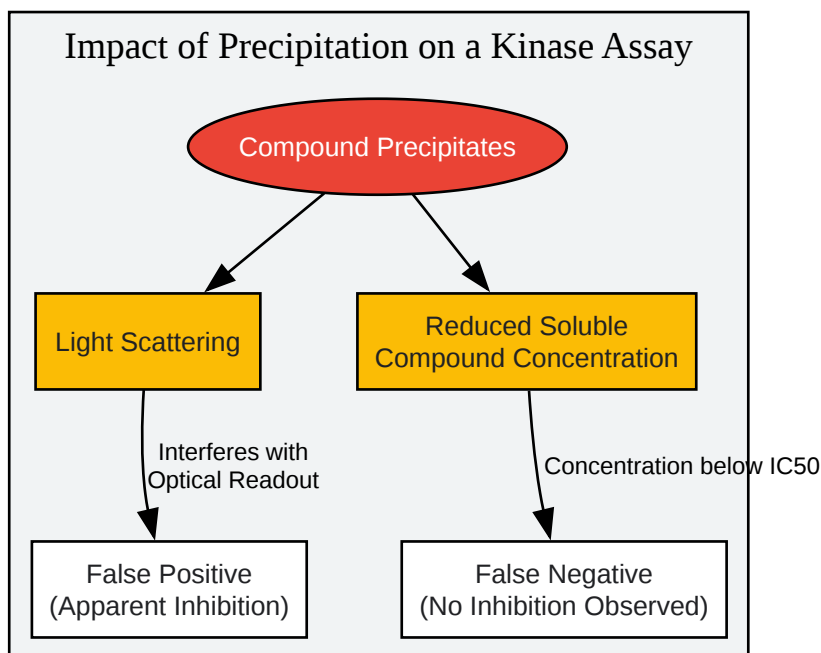 Impact of Precipitation on a Kinase Assay
Compound Precipitates
Light Scattering
Reduced Soluble
Compound Concentration
Interferes with
Optical Readout
Concentration below IC50
False Positive
(Apparent Inhibition)
False Negative
(No Inhibition Observed)